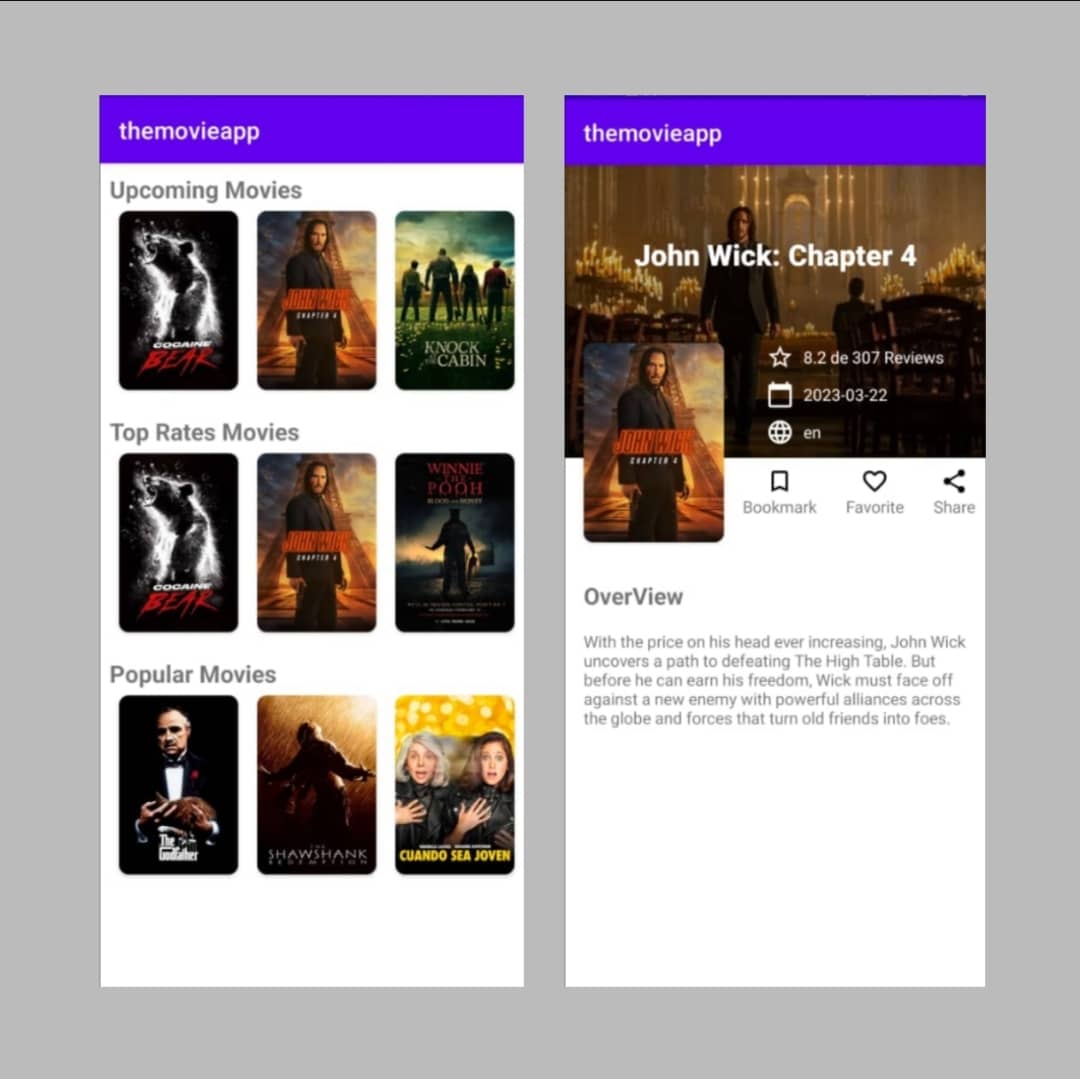 themovieapp
Upcoming Movies
COCAINE
BEAR
JOHN WICK
CHAPTER 4
KNOCK
CABIN
Top Rates Movies
COCAINE
BEAR
JOHN WICK
CHAPTER 4
WINNIE
THE
POOH
BLOOD AND HONEY
Popular Movies
The
Godfather
THE
SHAWSHANK
REDEMPTION
CUANDO SEA JOVEN
themovieapp
John Wick: Chapter 4
8.2 de 307 Reviews
2023-03-22
en
JOHN WICK
CHAPTER 4
Bookmark
Favorite
Share
OverView
With the price on his head ever increasing, John Wick
uncovers a path to defeating The High Table. But
before he can earn his freedom, Wick must face off
against a new enemy with powerful alliances across
the globe and forces that turn old friends into foes.